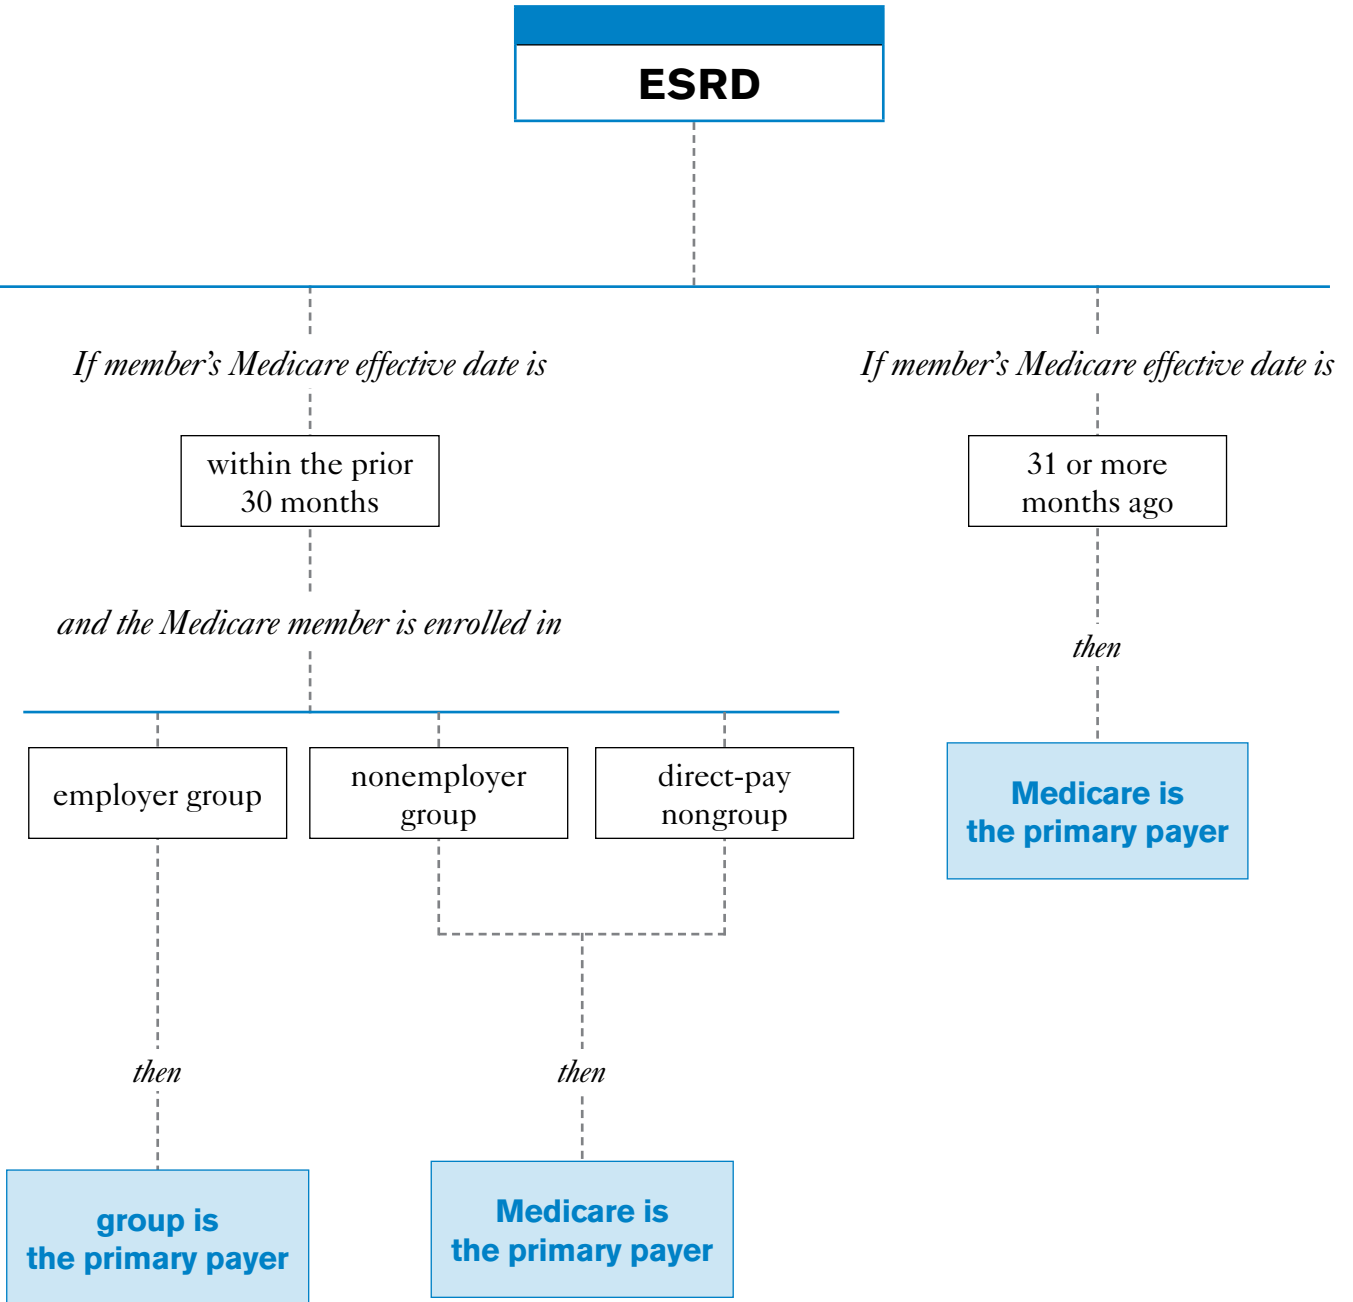 ESRD
If member’s Medicare effective date is
If member’s Medicare effective date is
within the prior
30 months
31 or more
months ago
and the Medicare member is enrolled in
then
employer group
nonemployer
group
direct-pay
nongroup
Medicare is
the primary payer
then
then
group is
the primary payer
Medicare is
the primary payer